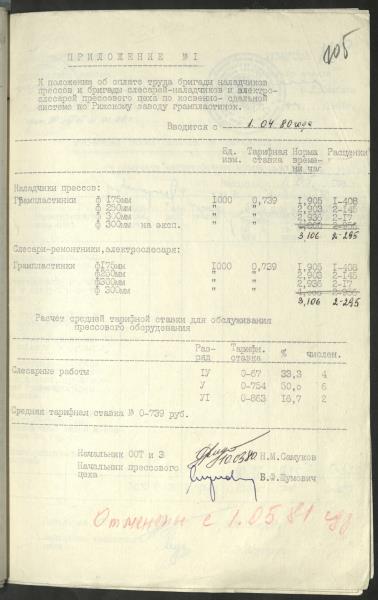 105
ПРИЛОЖЕНИЕ №1
К положения об оплате труда бригады наладчиков
прессов и бригады слесарей-наладчиков и электро-
слесарей прессового цеха по косвенно-сдельной
системе по Рижскому заводу грампластинок.
Вводится с 1.04.80 года
Ед. изм. Тарифная ставка Норма времени час Расценки
Наладчики прессов:
Грампластинки ф 175мм 1000 0,739 1,905 1-408
ф 250мм " " 2,903 2-145
ф 300мм " " 2,936 2-17
ф 300мм на эксп. " "
3,106 2-295
Слесари-ремонтники,электрослесаря:
Грампластинки ф175мм 1000 0,739 1,905 1-408
ф250мм " " 2,903 2-145
ф300мм " " 2,936 2-17
ф 300мм " "
3,106 2-295
Расчет средней тарифной ставки для обслуживания
прессового оборудования
Разряд Тарифн. ставка % числен.
Слесарные работы IУ 0-67 33,3 4
У 0-754 50,0 6
УI 0-863 16,7 2
Средняя тарифная ставка № 0-739 руб.
Начальник ООТ и З Н.М.Самуков
Начальник прессового
цеха В.Ф.Шумович
Отменены с 1.05.81 года